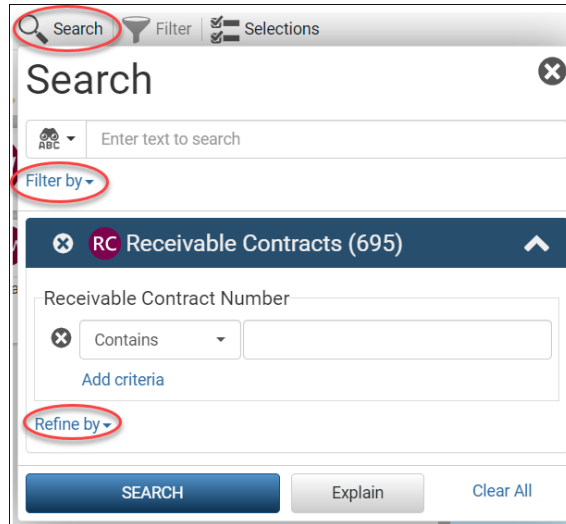 Search Filter Selections
Search
ABC Enter text to search
Filter by
RC Receivable Contracts (695)
Receivable Contract Number
Contains
Add criteria
Refine by
SEARCH Explain Clear All